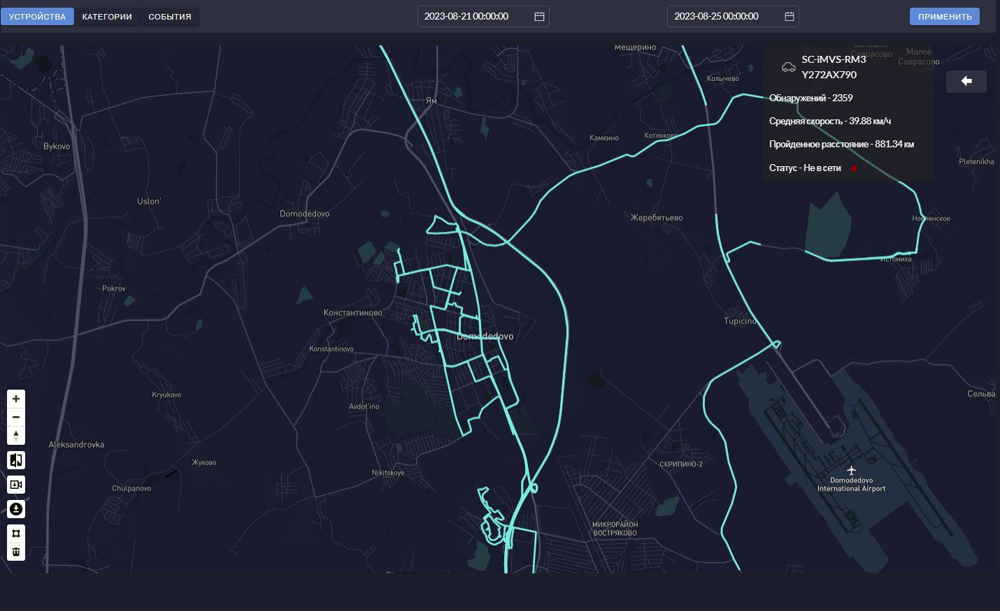 УСТРОЙСТВА КАТЕГОРИИ СОБЫТИЯ 2023-08-21 00:00:00 2023-08-25 00:00:00 ПРИМЕНИТЬ
Мещерино
Саврасово
Малое
Саврасово
SC-iMVS-RM3
Y272AX790
Обнаружений - 2359
Средняя скорость - 39.88 км/ч
Пройденное расстояние - 881.34 км
Статус - Не в сети
Колычево
Ям
Камкино
Котляково
Bykovo
Pletenikha
Uslon'
Domodedovo
Жеребятьево
Истомиха
Pokrov
Константиново
Tupicino
Domodedovo
Konstantinovo
Kryukovo
Avdot'ino
Сельва
Aleksandrovka
Жуково
СКРИПИНО-2
Nikitskoye
Chulpanovo
Domodedovo
International Airport
МИКРОРАЙОН
ВОСТРЯКОВО